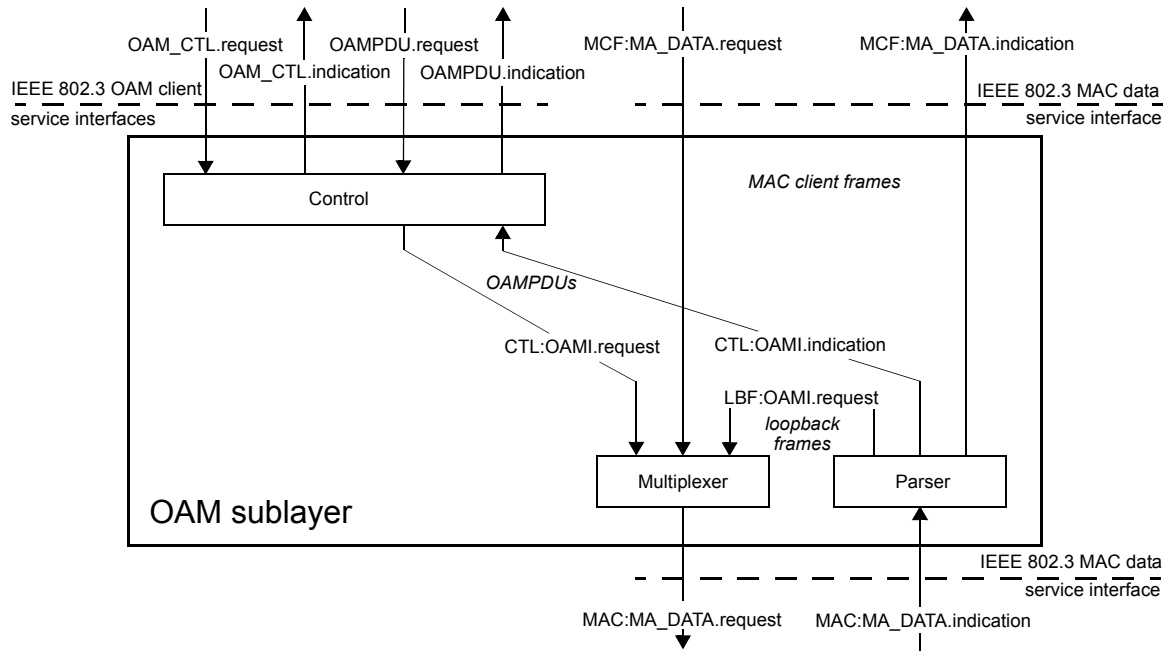 OAM_CTL.request
OAMPDU.request
MCF:MA_DATA.request
MCF:MA_DATA.indication
OAM_CTL.indication
OAMPDU.indication
IEEE 802.3 OAM client
service interfaces
IEEE 802.3 MAC data
service interface
MAC client frames
Control
OAMPDUs
CTL:OAMI.request
CTL:OAMI.indication
LBF:OAMI.request
loopback
frames
Multiplexer
Parser
OAM sublayer
IEEE 802.3 MAC data
service interface
MAC:MA_DATA.request
MAC:MA_DATA.indication